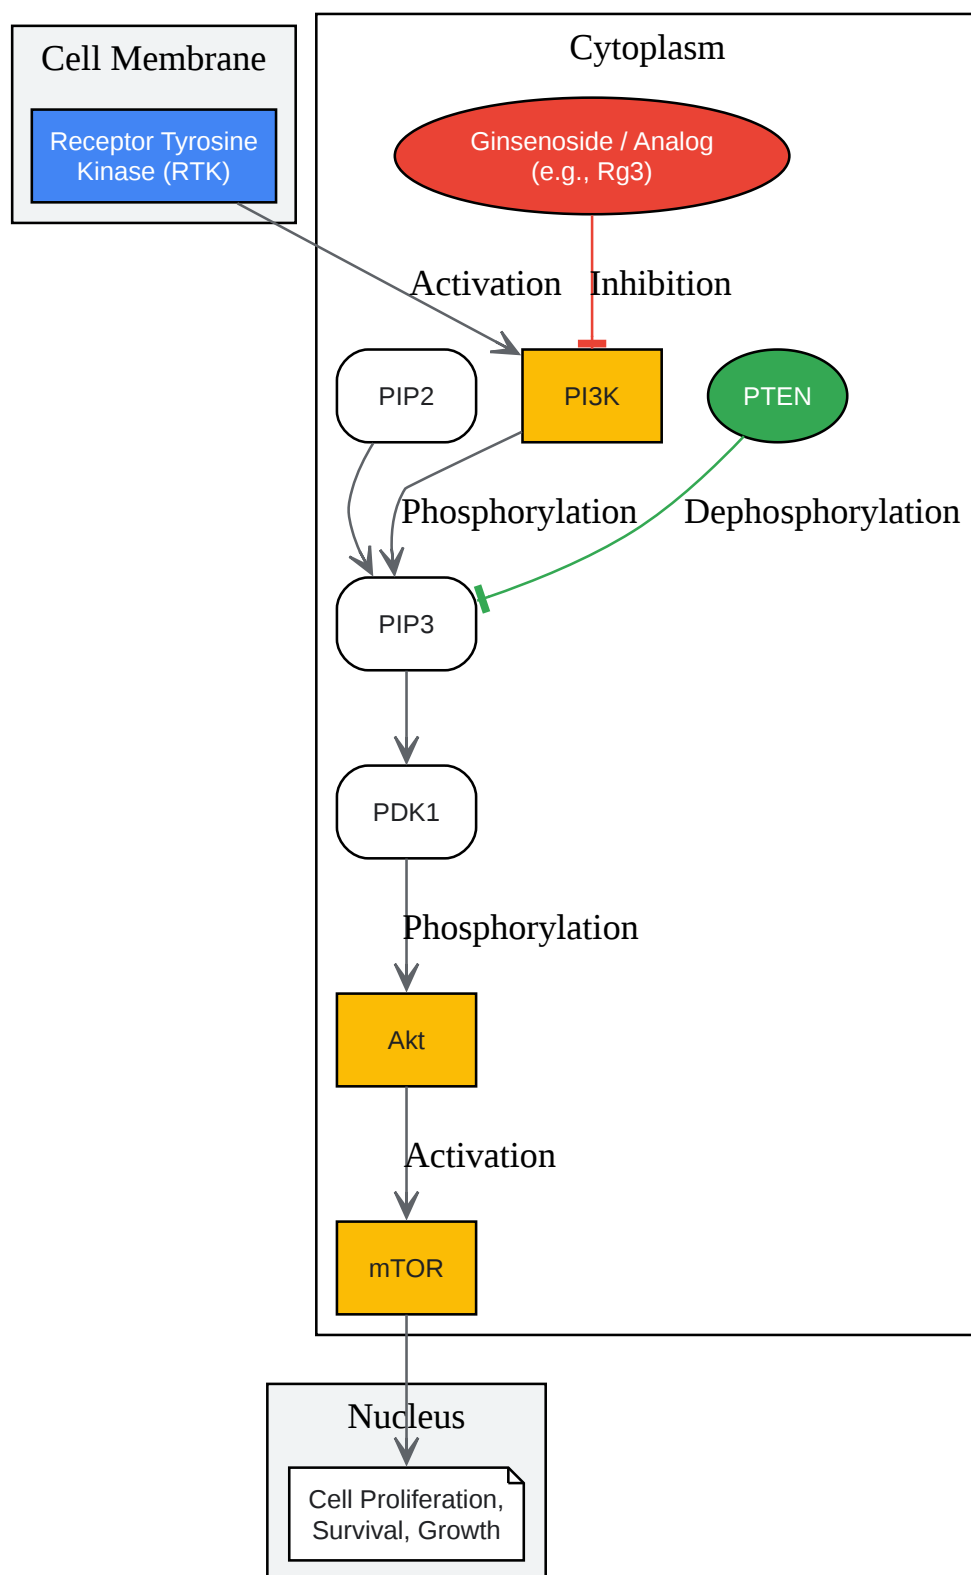 Cell Membrane
Cytoplasm
Receptor Tyrosine
Kinase (RTK)
Ginsenoside / Analog
(e.g., Rg3)
Activation
Inhibition
PIP2
PI3K
PTEN
Phosphorylation
Dephosphorylation
PIP3
PDK1
Phosphorylation
Akt
Activation
mTOR
Nucleus
Cell Proliferation,
Survival, Growth